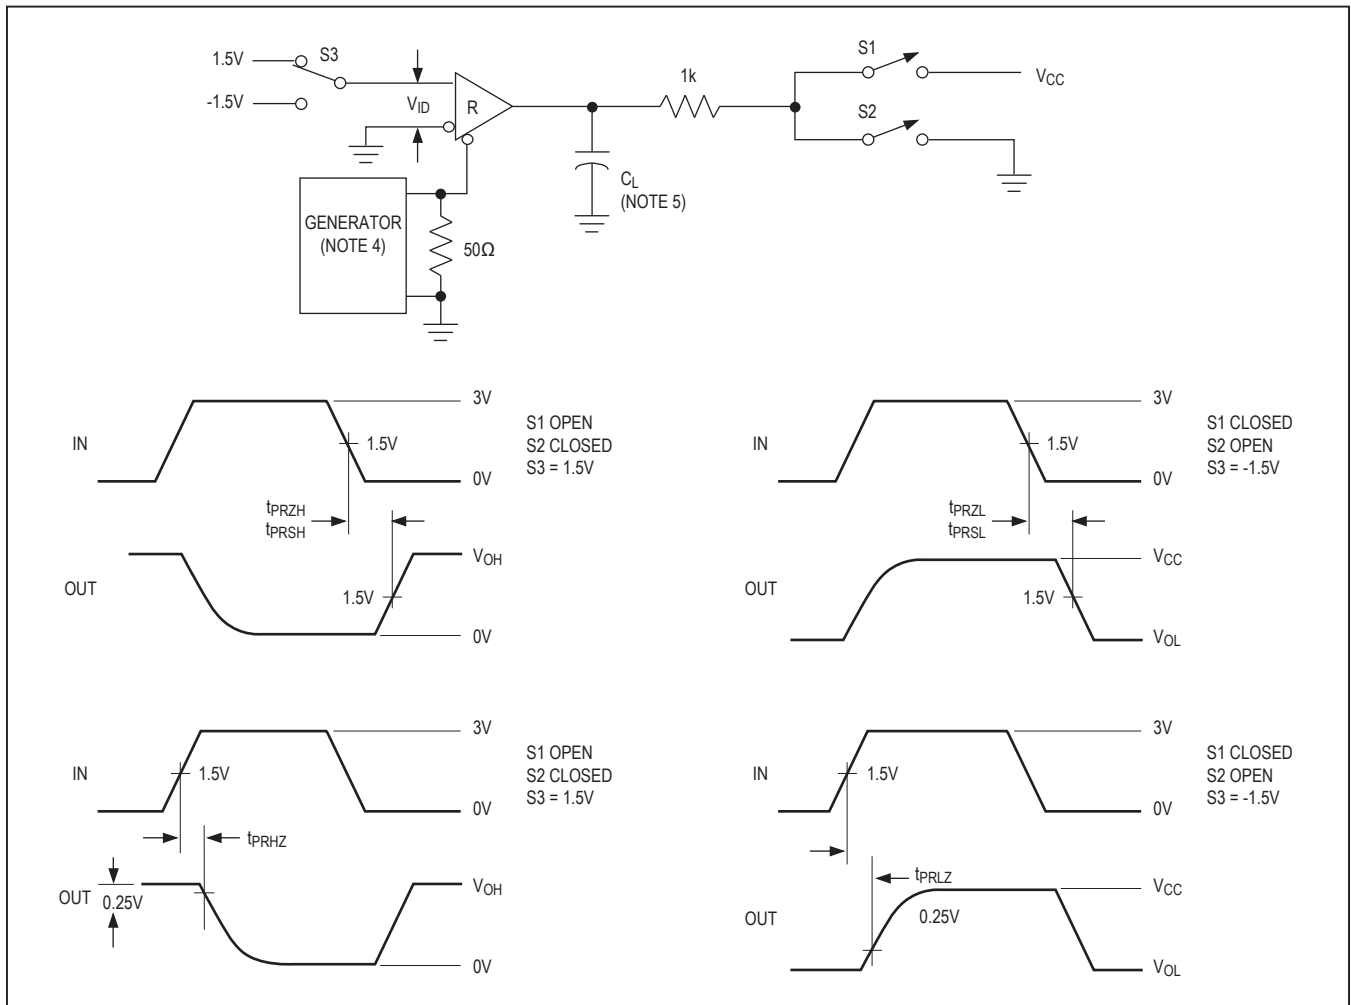 1.5V
S3
-1.5V
VID
R
1k
S1
VCC
S2
CL
(NOTE 5)
GENERATOR
(NOTE 4)
50Ω
IN
3V
1.5V
0V
S1 OPEN
S2 CLOSED
S3 = 1.5V
tPRZH
tPRSH
OUT
VOH
1.5V
0V
IN
3V
1.5V
0V
S1 CLOSED
S2 OPEN
S3 = -1.5V
tPRZL
tPRSL
OUT
VCC
1.5V
VOL
IN
3V
1.5V
0V
S1 OPEN
S2 CLOSED
S3 = 1.5V
tPRHZ
OUT
0.25V
VOH
0V
IN
3V
1.5V
0V
S1 CLOSED
S2 OPEN
S3 = -1.5V
tPRLZ
OUT
0.25V
VCC
VOL